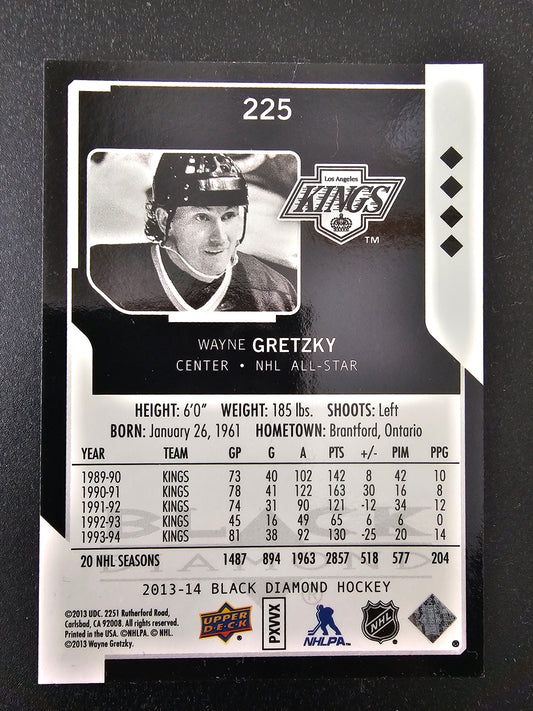 225
Los Angeles
KINGS
TM
WAYNE GRETZKY
CENTER • NHL ALL-STAR
HEIGHT: 6'0" WEIGHT: 185 lbs. SHOOTS: Left
BORN: January 26, 1961 HOMETOWN: Brantford, Ontario
YEAR TEAM GP G A PTS +/- PIM PPG
1989-90 KINGS 73 40 102 142 8 42 10
1990-91 KINGS 78 41 122 163 30 16 8
1991-92 KINGS 74 31 90 121 -12 34 12
1992-93 KINGS 45 16 49 65 6 6 0
1993-94 KINGS 81 38 92 130 -25 20 14
BLACK
DIAMOND
20 NHL SEASONS 1487 894 1963 2857 518 577 204
2013-14 BLACK DIAMOND HOCKEY
®
©2013 UDC. 2251 Rutherford Road,
Carlsbad, CA 92008. All rights reserved.
Printed in the USA. ©NHLPA. © NHL.
©2013 Wayne Gretzky.
UPPER
DECK
PXVVX
NHLPA
NHL